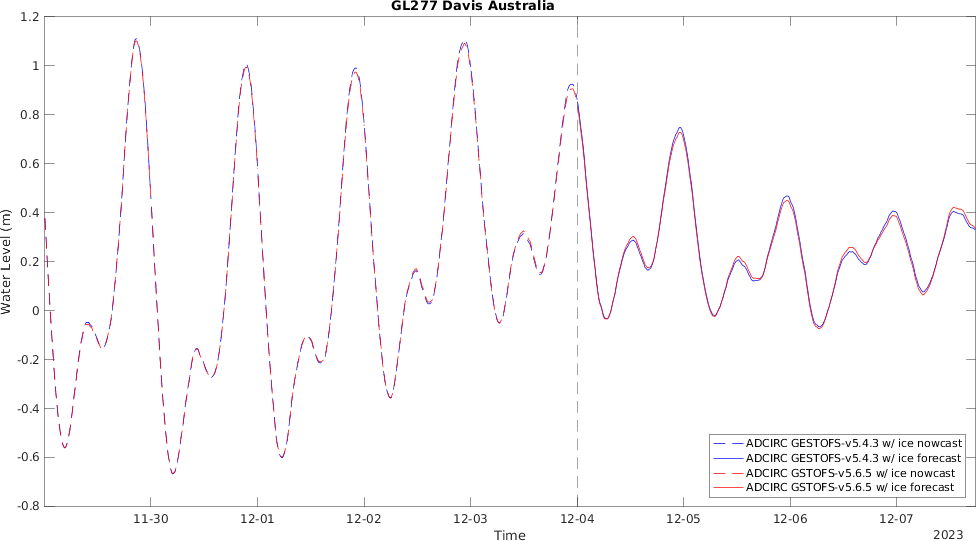 GL277 Davis Australia
1.2
1
0.8
0.6
0.4
0.2
0
-0.2
-0.4
-0.6
-0.8
Water Level (m)
ADCIRC GESTOFS-v5.4.3 w/ ice nowcast
ADCIRC GESTOFS-v5.4.3 w/ ice forecast
ADCIRC GSTOFS-v5.6.5 w/ ice nowcast
ADCIRC GSTOFS-v5.6.5 w/ ice forecast
11-30 12-01 12-02 12-03 12-04 12-05 12-06 12-07
Time
2023